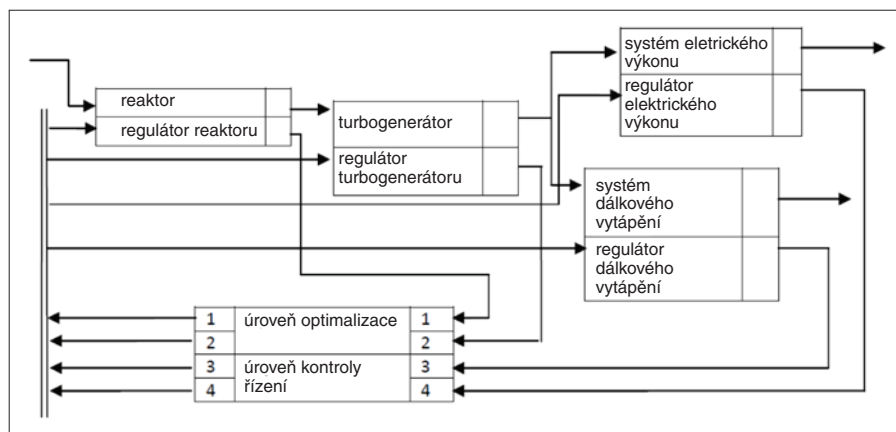 systém eletrického
výkonu
regulátor
elektrického
výkonu
reaktor
regulátor reaktoru
turbogenerátor
regulátor
turbogenerátoru
systém
dálkového
vytápění
regulátor
dálkového
vytápění
1 úroveň optimalizace 1
2 2
3 úroveň kontroly 3
řízení
4 4